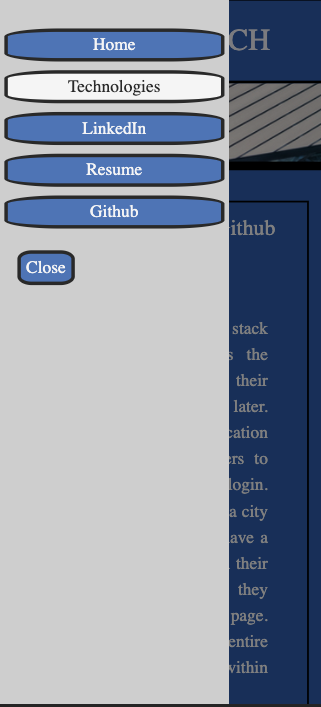 Home
CH
Technologies
LinkedIn
Resume
Github
ithub
Close
stack
s the
their
later.
cation
ers to
login.
a city
ave a
their
they
page.
entire
within